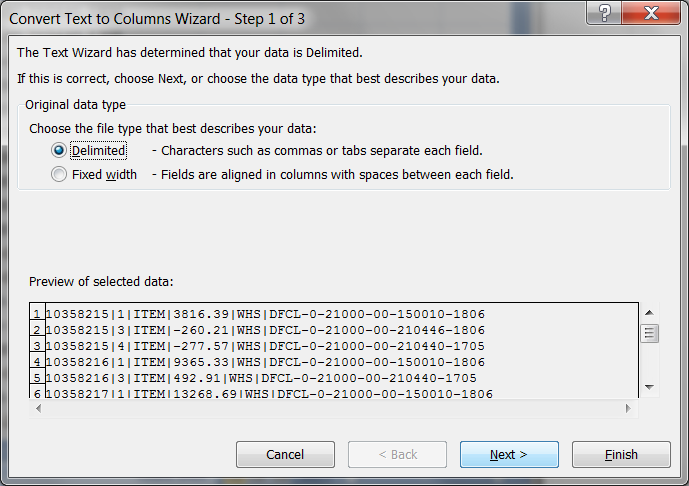 Convert Text to Columns Wizard - Step 1 of 3
The Text Wizard has determined that your data is Delimited.
If this is correct, choose Next, or choose the data type that best describes your data.
Original data type
Choose the file type that best describes your data:
Delimited - Characters such as commas or tabs separate each field.
Fixed width - Fields are aligned in columns with spaces between each field.
Preview of selected data:
1 10358215|1|ITEM|3816.39|WHS|DFCL-0-21000-00-150010-1806
2 10358215|3|ITEM|-260.21|WHS|DFCL-0-21000-00-210446-1806
3 10358215|4|ITEM|-277.57|WHS|DFCL-0-21000-00-210440-1705
4 10358216|1|ITEM|9365.33|WHS|DFCL-0-21000-00-150010-1806
5 10358216|3|ITEM|492.91|WHS|DFCL-0-21000-00-210440-1705
6 10358217|1|ITEM|13268.69|WHS|DFCL-0-21000-00-150010-1806
Cancel < Back Next > Finish